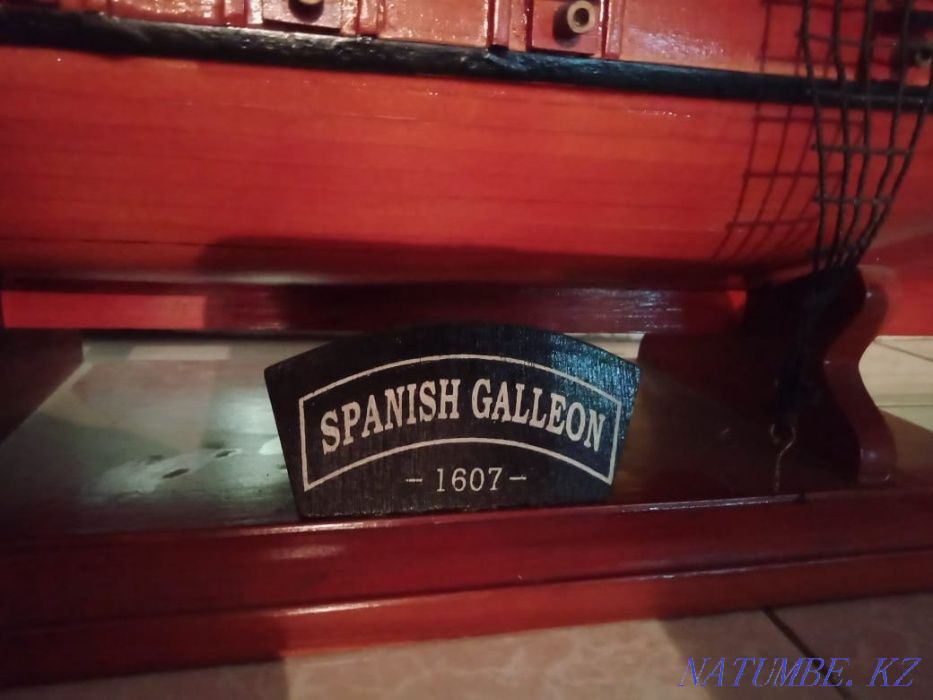 SPANISH GALLEON
- 1607 -
NATUMBE. KZ